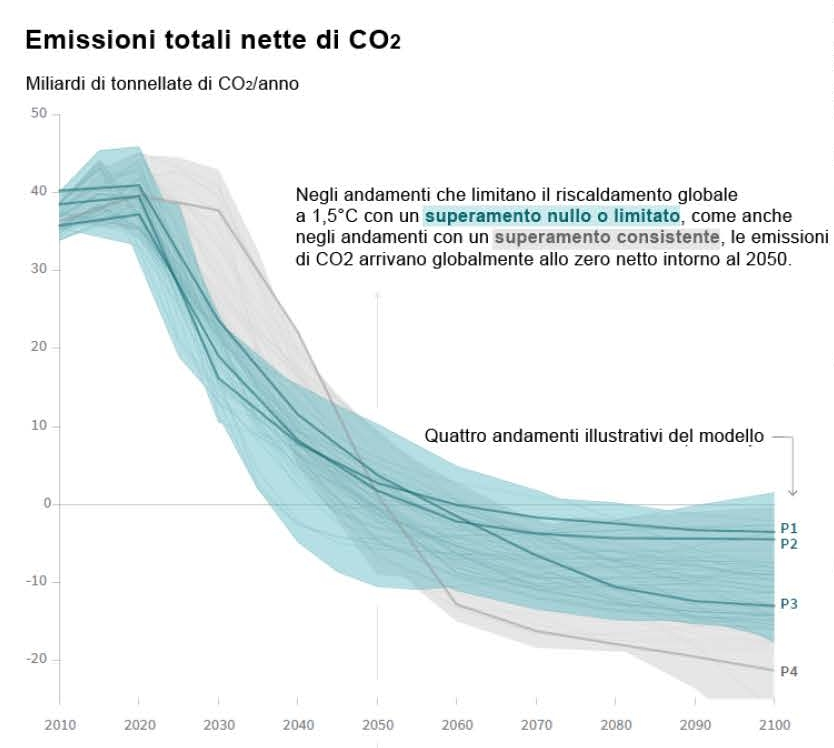 Emissioni totali nette di CO2
Miliardi di tonnellate di CO2/anno
50
40
Negli andamenti che limitano il riscaldamento globale
a 1,5°C con un superamento nullo o limitato, come anche
negli andamenti con un superamento consistente, le emissioni
di CO2 arrivano globalmente allo zero netto intorno al 2050.
30
20
10
Quattro andamenti illustrativi del modello
0
P1
P2
-10
P3
-20
P4
2010 2020 2030 2040 2050 2060 2070 2080 2090 2100